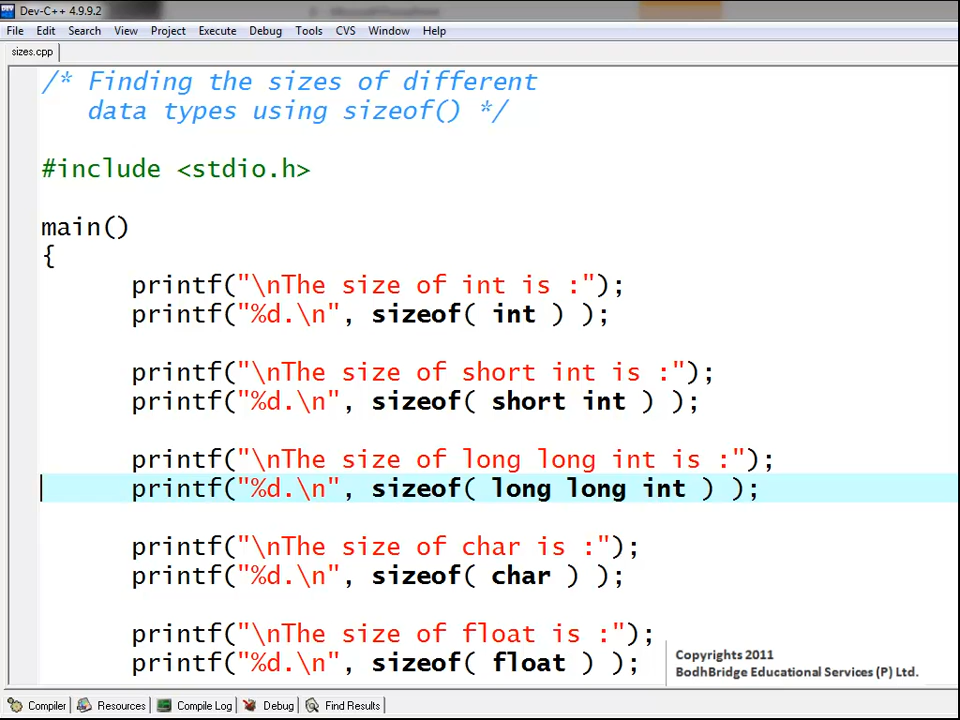 Dev-C++ 4.9.9.2
File Edit Search View Project Execute Debug Tools CVS Window Help
sizes.cpp
/* Finding the sizes of different
data types using sizeof() */
#include <stdio.h>
main()
{
printf("\nThe size of int is :");
printf("%d.\n", sizeof( int ) );
printf("\nThe size of short int is :");
printf("%d.\n", sizeof( short int ) );
printf("\nThe size of long long int is :");
printf("%d.\n", sizeof( long long int ) );
printf("\nThe size of char is :");
printf("%d.\n", sizeof( char ) );
printf("\nThe size of float is :");
printf("%d.\n", sizeof( float ) );
Copyrights 2011
BodhBridge Educational Services (P) Ltd.
Compiler Resources Compile Log Debug Find Results